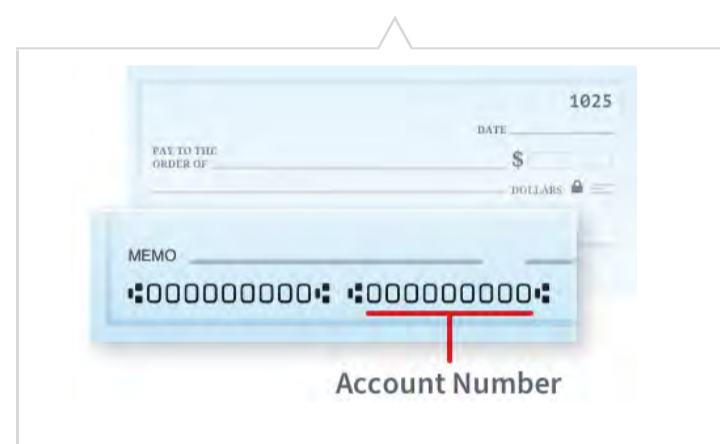 1025
DATE
PAY TO THE
ORDER OF
$
DOLLARS
MEMO
⑆000000000⑆ ⑆000000000⑆
Account Number